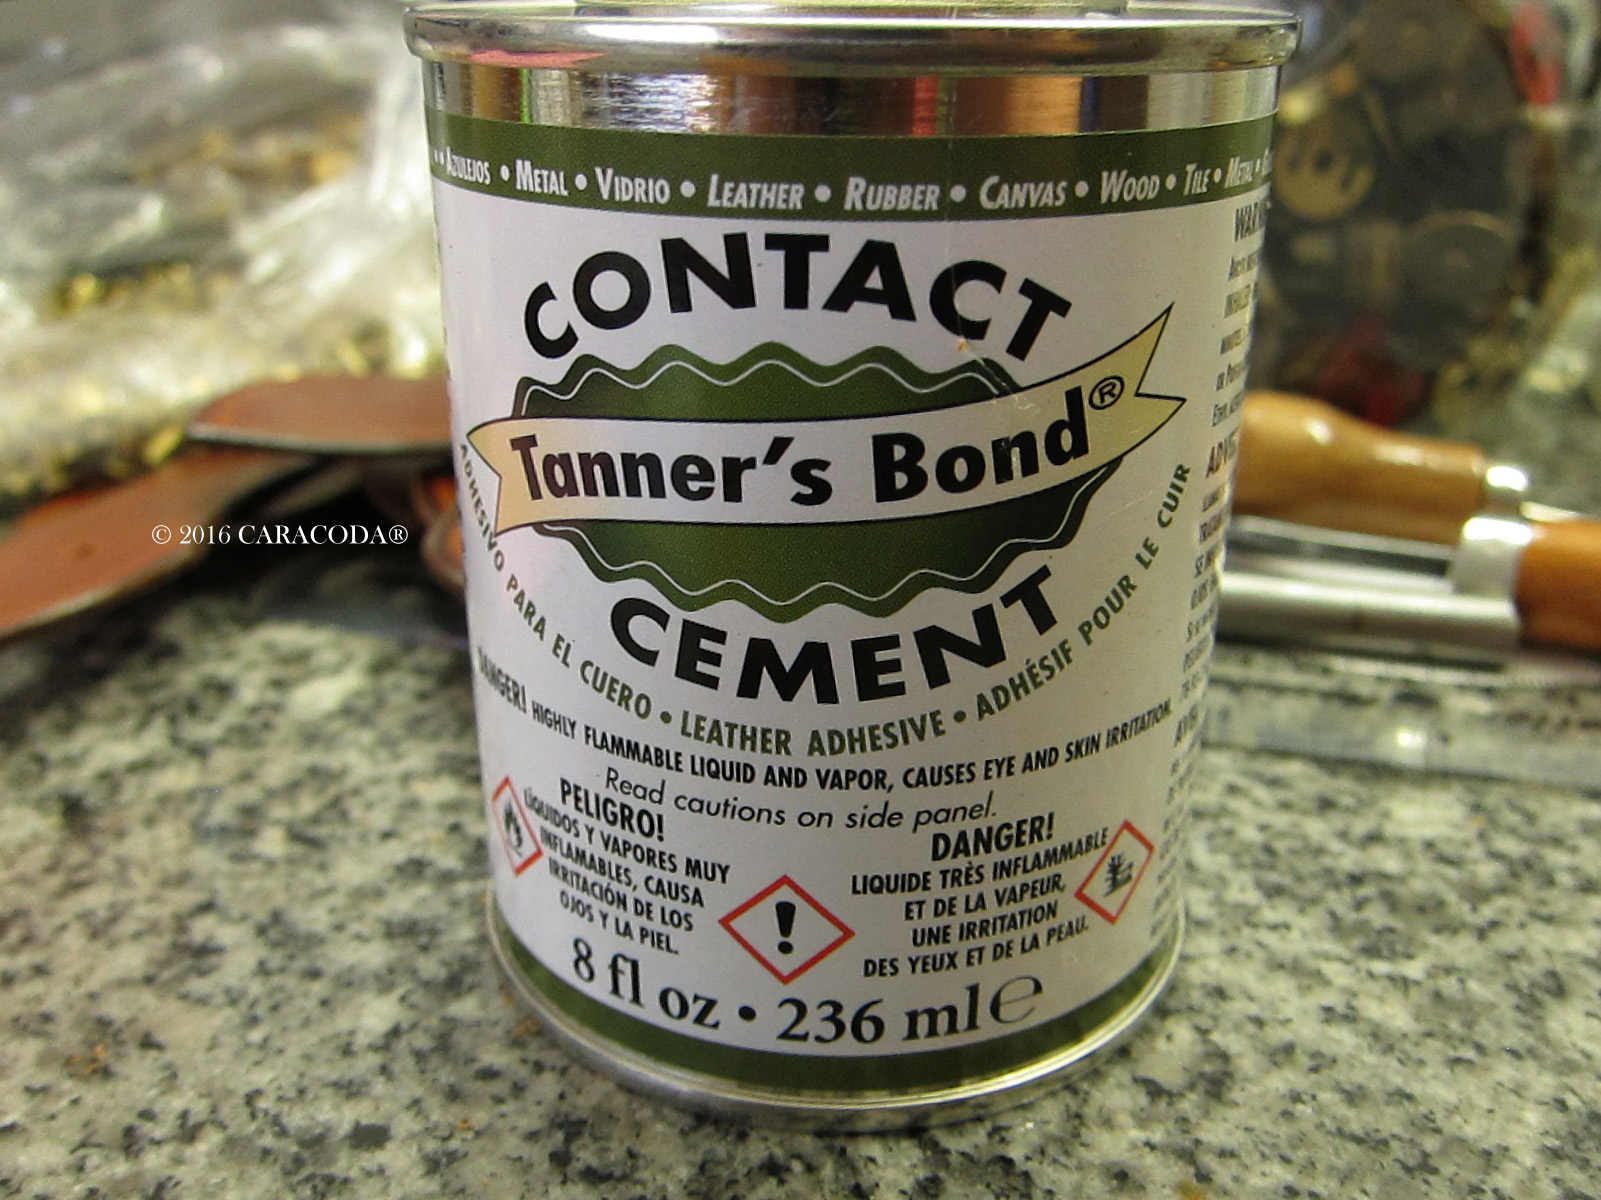 AZULEJOS • METAL • VIDRIO • LEATHER • RUBBER • CANVAS • WOOD • TILE • METAL •
CONTACT
Tanner's Bond®
CEMENT
ADHESIVO PARA EL CUERO • LEATHER ADHESIVE • ADHÉSIF POUR LE CUIR
DANGER! HIGHLY FLAMMABLE LIQUID AND VAPOR, CAUSES EYE AND SKIN IRRITATION.
Read cautions on side panel.
PELIGRO!
LÍQUIDOS Y VAPORES MUY
INFLAMABLES, CAUSA
IRRITACIÓN DE LOS
OJOS Y LA PIEL.
DANGER!
LIQUIDE TRÈS INFLAMMABLE
ET DE LA VAPEUR,
UNE IRRITATION
DES YEUX ET DE LA PEAU.
8 fl oz • 236 ml ℮
© 2016 CARACODA®